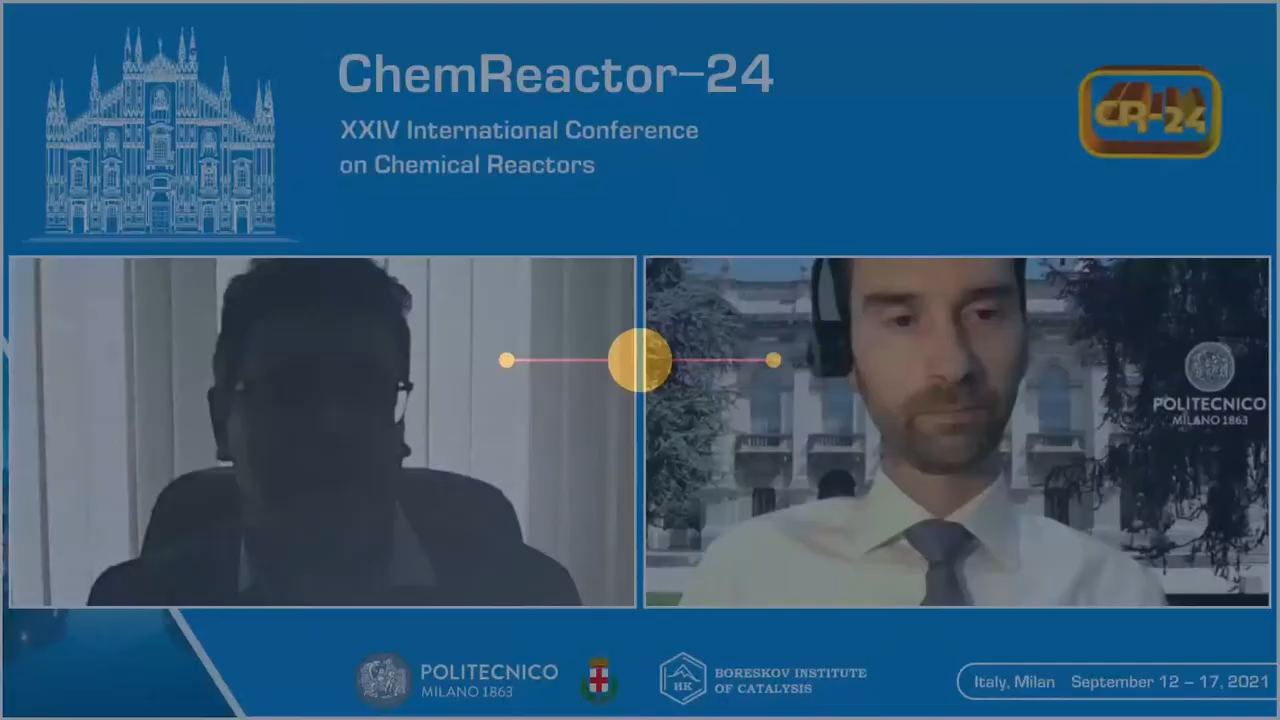 ChemReactor-24
XXIV International Conference
on Chemical Reactors
CR-24
POLITECNICO
MILANO 1863
POLITECNICO
MILANO 1863
HK
BORESKOV INSTITUTE
OF CATALYSIS
Italy, Milan September 12 – 17, 2021